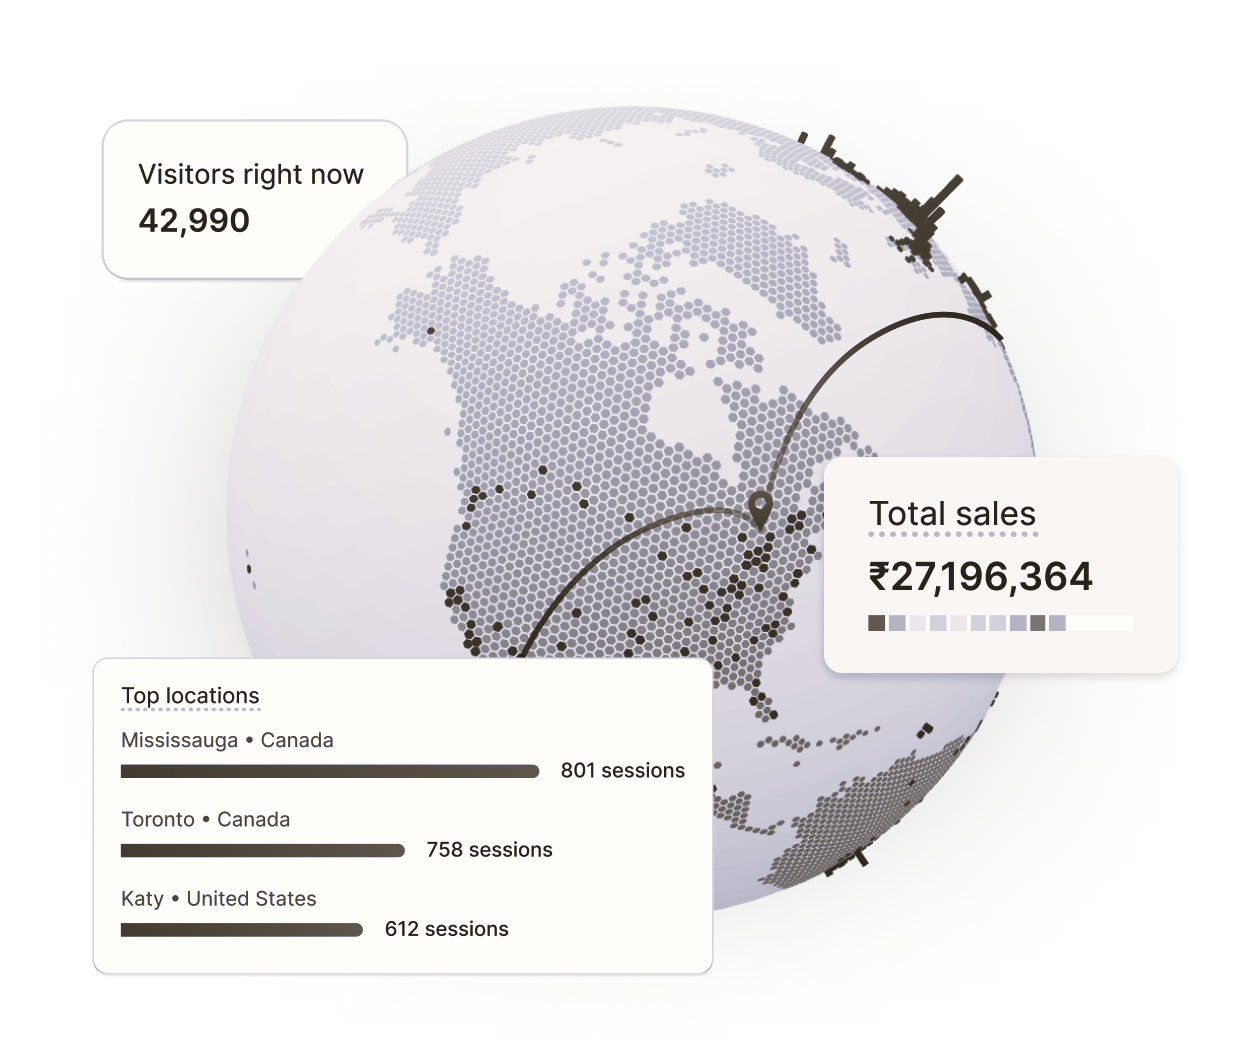 Visitors right now
42,990
Total sales
₹27,196,364
Top locations
Mississauga • Canada
801 sessions
Toronto • Canada
758 sessions
Katy • United States
612 sessions